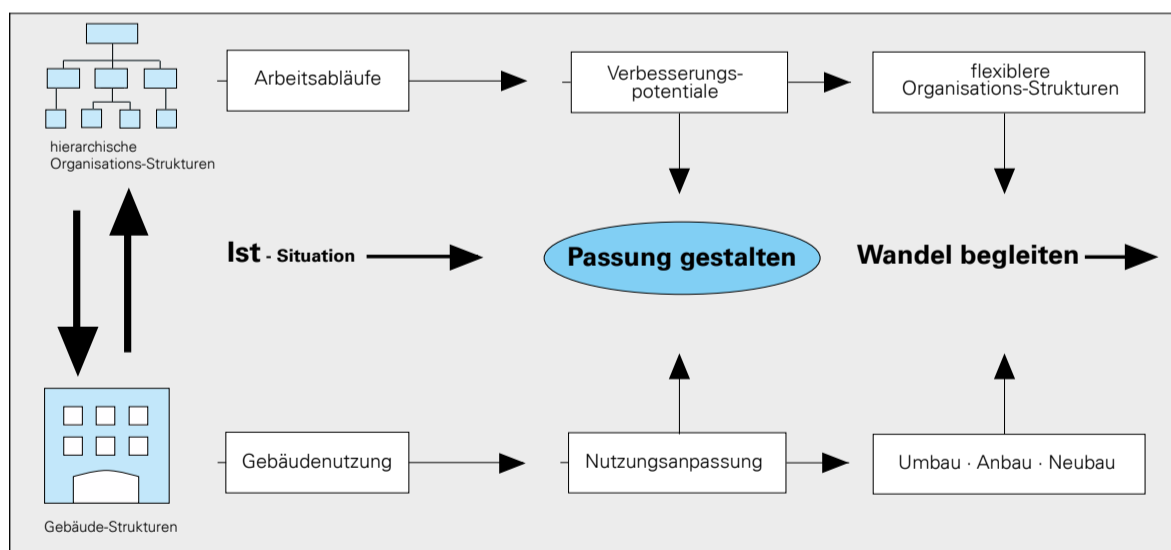 Arbeitsabläufe
Verbesserungs-
potentiale
flexiblere
Organisations-Strukturen
hierarchische
Organisations-Strukturen
Ist - Situation
Passung gestalten
Wandel begleiten
Gebäudenutzung
Nutzungsanpassung
Umbau · Anbau · Neubau
Gebäude-Strukturen